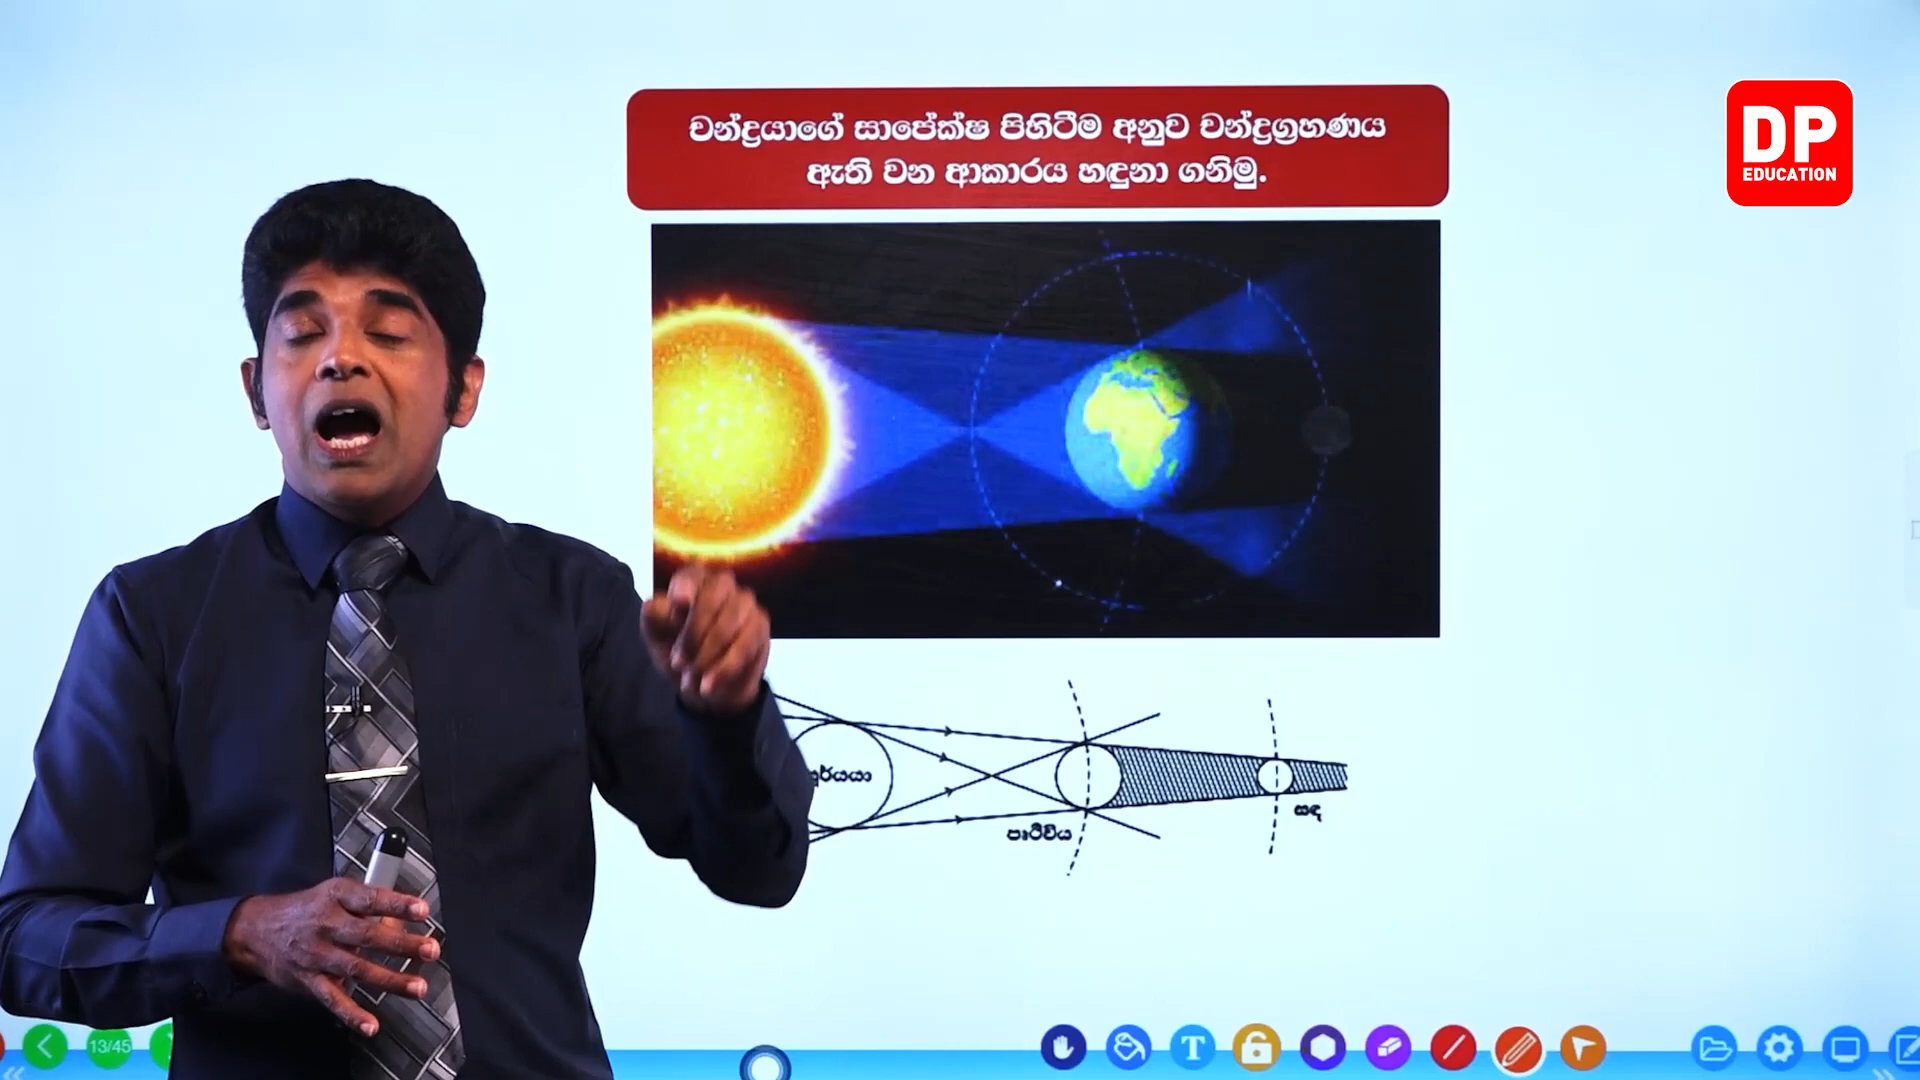 චන්ද්‍රයාගේ සාපේක්ෂ පිහිටීම අනුව චන්ද්‍රග්‍රහණය
ඇති වන ආකාරය හඳුනා ගනිමු.
DP
EDUCATION
පෘථිවිය
සඳ
13/45
T